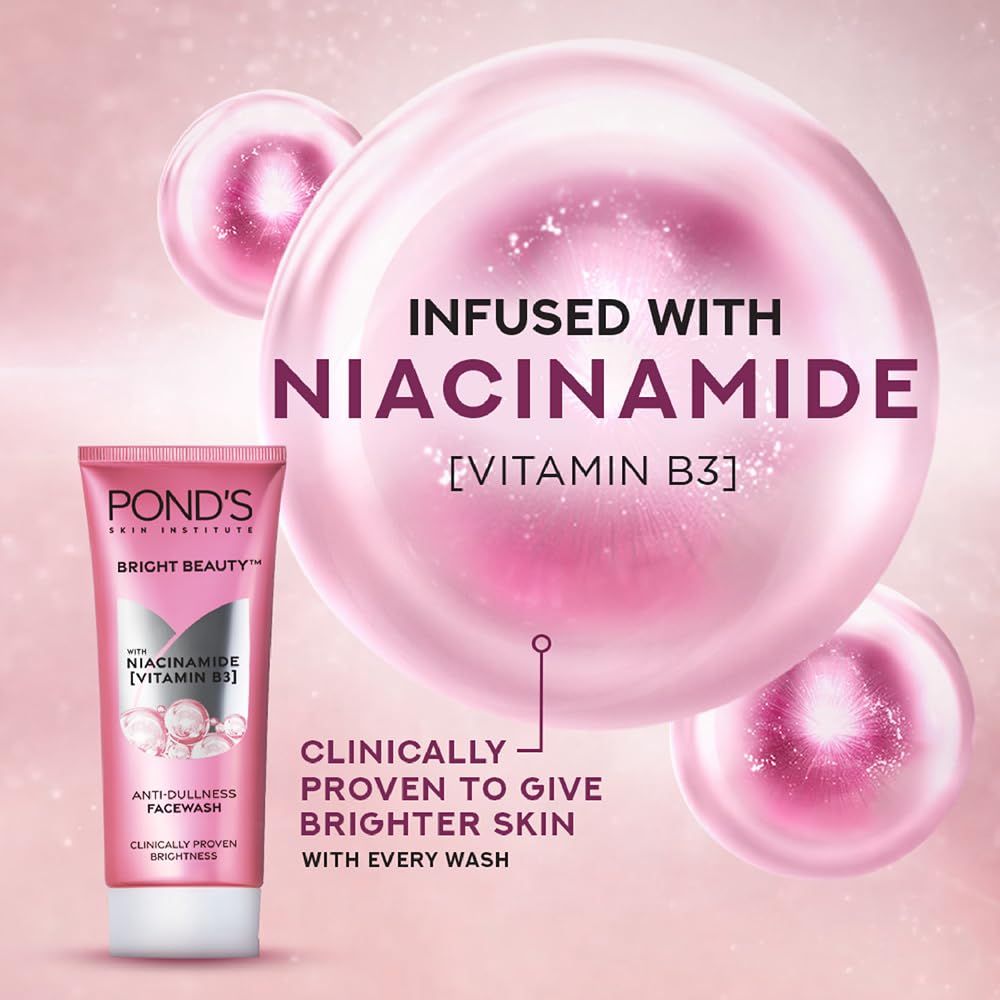 INFUSED WITH
NIACINAMIDE
[VITAMIN B3]
POND'S
SKIN INSTITUTE
BRIGHT BEAUTY™
WITH
NIACINAMIDE
[VITAMIN B3]
ANTI-DULLNESS
FACEWASH
CLINICALLY PROVEN
BRIGHTNESS
CLINICALLY
PROVEN TO GIVE
BRIGHTER SKIN
WITH EVERY WASH